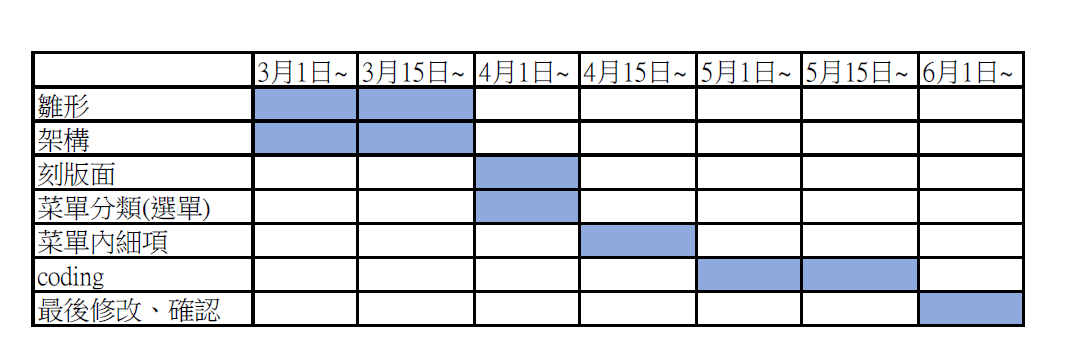 3月1日~ 3月15日~ 4月1日~ 4月15日~ 5月1日~ 5月15日~ 6月1日~
雛形
架構
刻版面
菜單分類(選單)
菜單內細項
coding
最後修改、確認